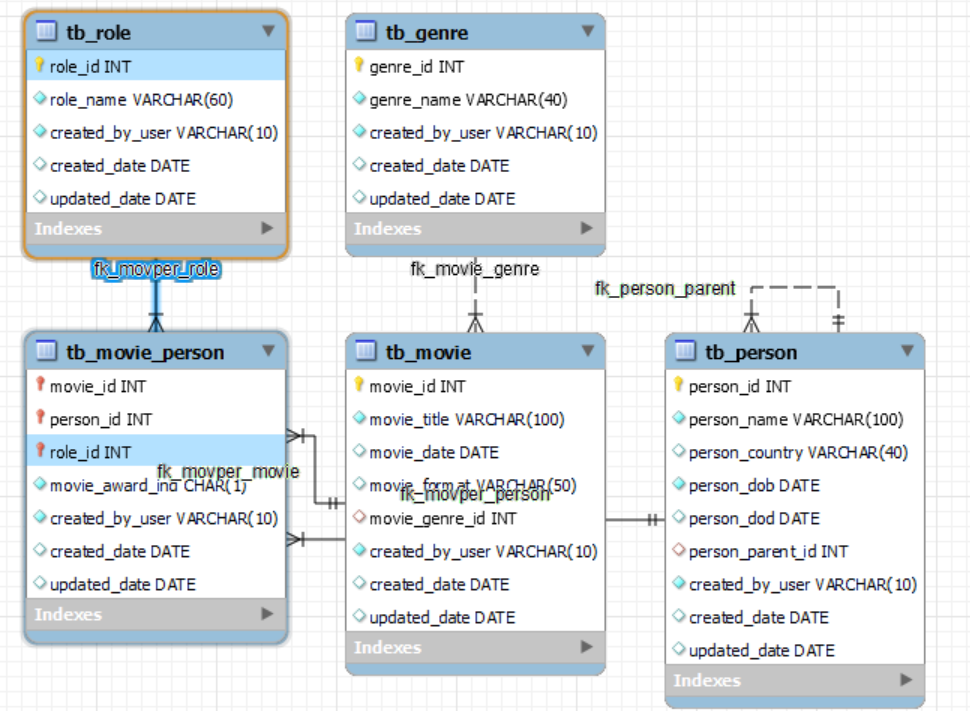 tb_role
role_id INT
role_name VARCHAR(60)
created_by_user VARCHAR(10)
created_date DATE
updated_date DATE
Indexes
tb_genre
genre_id INT
genre_name VARCHAR(40)
created_by_user VARCHAR(10)
created_date DATE
updated_date DATE
Indexes
fk_movper_role
fk_movie_genre
fk_person_parent
tb_movie_person
movie_id INT
person_id INT
role_id INT
fk_movper_movie
movie_award_ind CHAR(1)
created_by_user VARCHAR(10)
created_date DATE
updated_date DATE
Indexes
tb_movie
movie_id INT
movie_title VARCHAR(100)
movie_date DATE
movie_format VARCHAR(50)
fk_movper_person
movie_genre_id INT
created_by_user VARCHAR(10)
created_date DATE
updated_date DATE
Indexes
tb_person
person_id INT
person_name VARCHAR(100)
person_country VARCHAR(40)
person_dob DATE
person_dod DATE
person_parent_id INT
created_by_user VARCHAR(10)
created_date DATE
updated_date DATE
Indexes